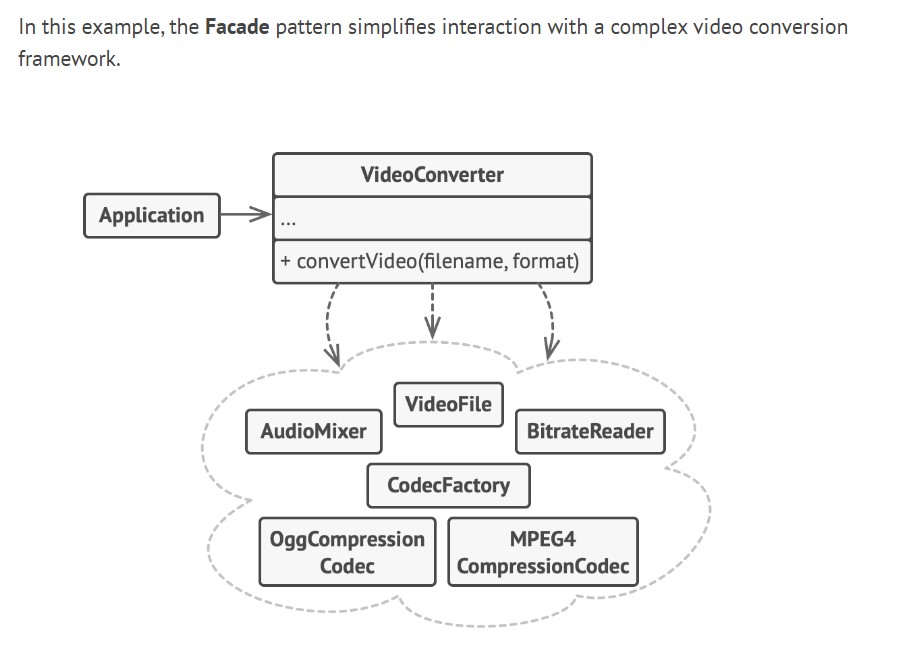 In this example, the Facade pattern simplifies interaction with a complex video conversion
framework.
VideoConverter
Application
...
+ convertVideo(filename, format)
VideoFile
AudioMixer
BitrateReader
CodecFactory
OggCompression
Codec
MPEG4
CompressionCodec